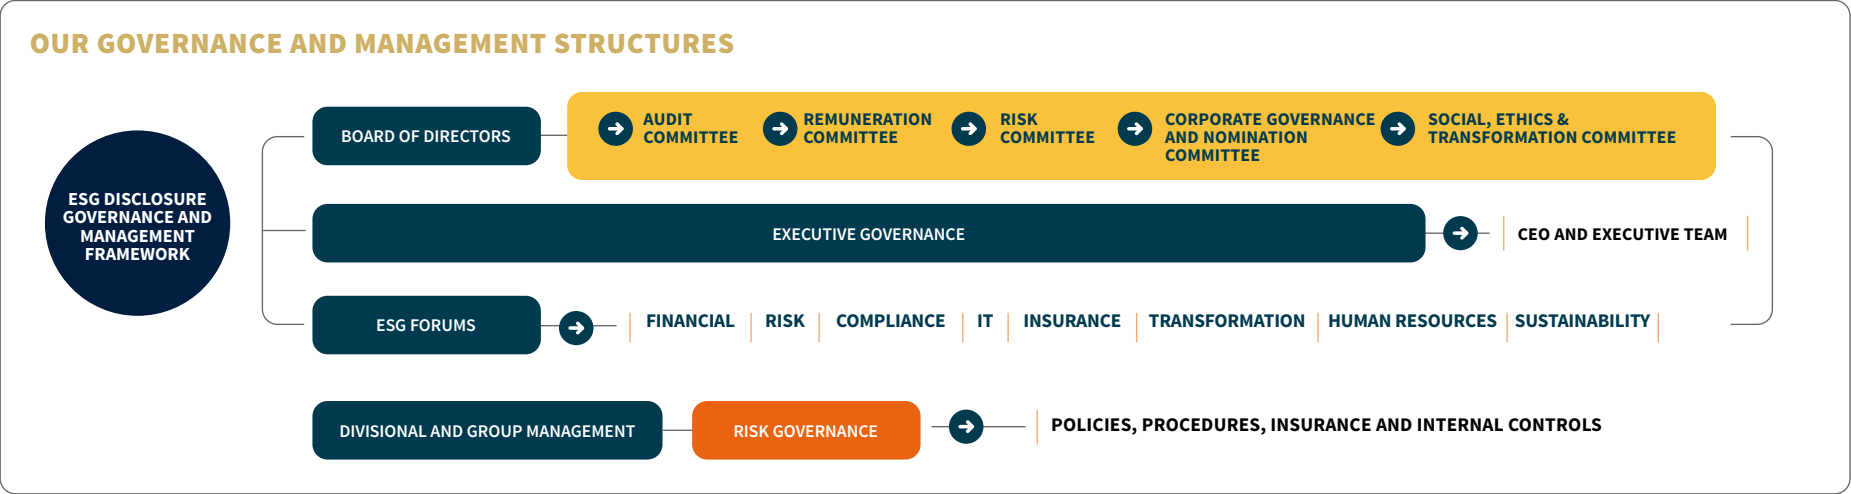 OUR GOVERNANCE AND MANAGEMENT STRUCTURES
ESG DISCLOSURE
GOVERNANCE AND
MANAGEMENT
FRAMEWORK
BOARD OF DIRECTORS
AUDIT
COMMITTEE
REMUNERATION
COMMITTEE
RISK
COMMITTEE
CORPORATE GOVERNANCE
AND NOMINATION
COMMITTEE
SOCIAL, ETHICS &
TRANSFORMATION COMMITTEE
EXECUTIVE GOVERNANCE
CEO AND EXECUTIVE TEAM
ESG FORUMS
FINANCIAL
RISK
COMPLIANCE
IT
INSURANCE
TRANSFORMATION
HUMAN RESOURCES
SUSTAINABILITY
DIVISIONAL AND GROUP MANAGEMENT
RISK GOVERNANCE
POLICIES, PROCEDURES, INSURANCE AND INTERNAL CONTROLS